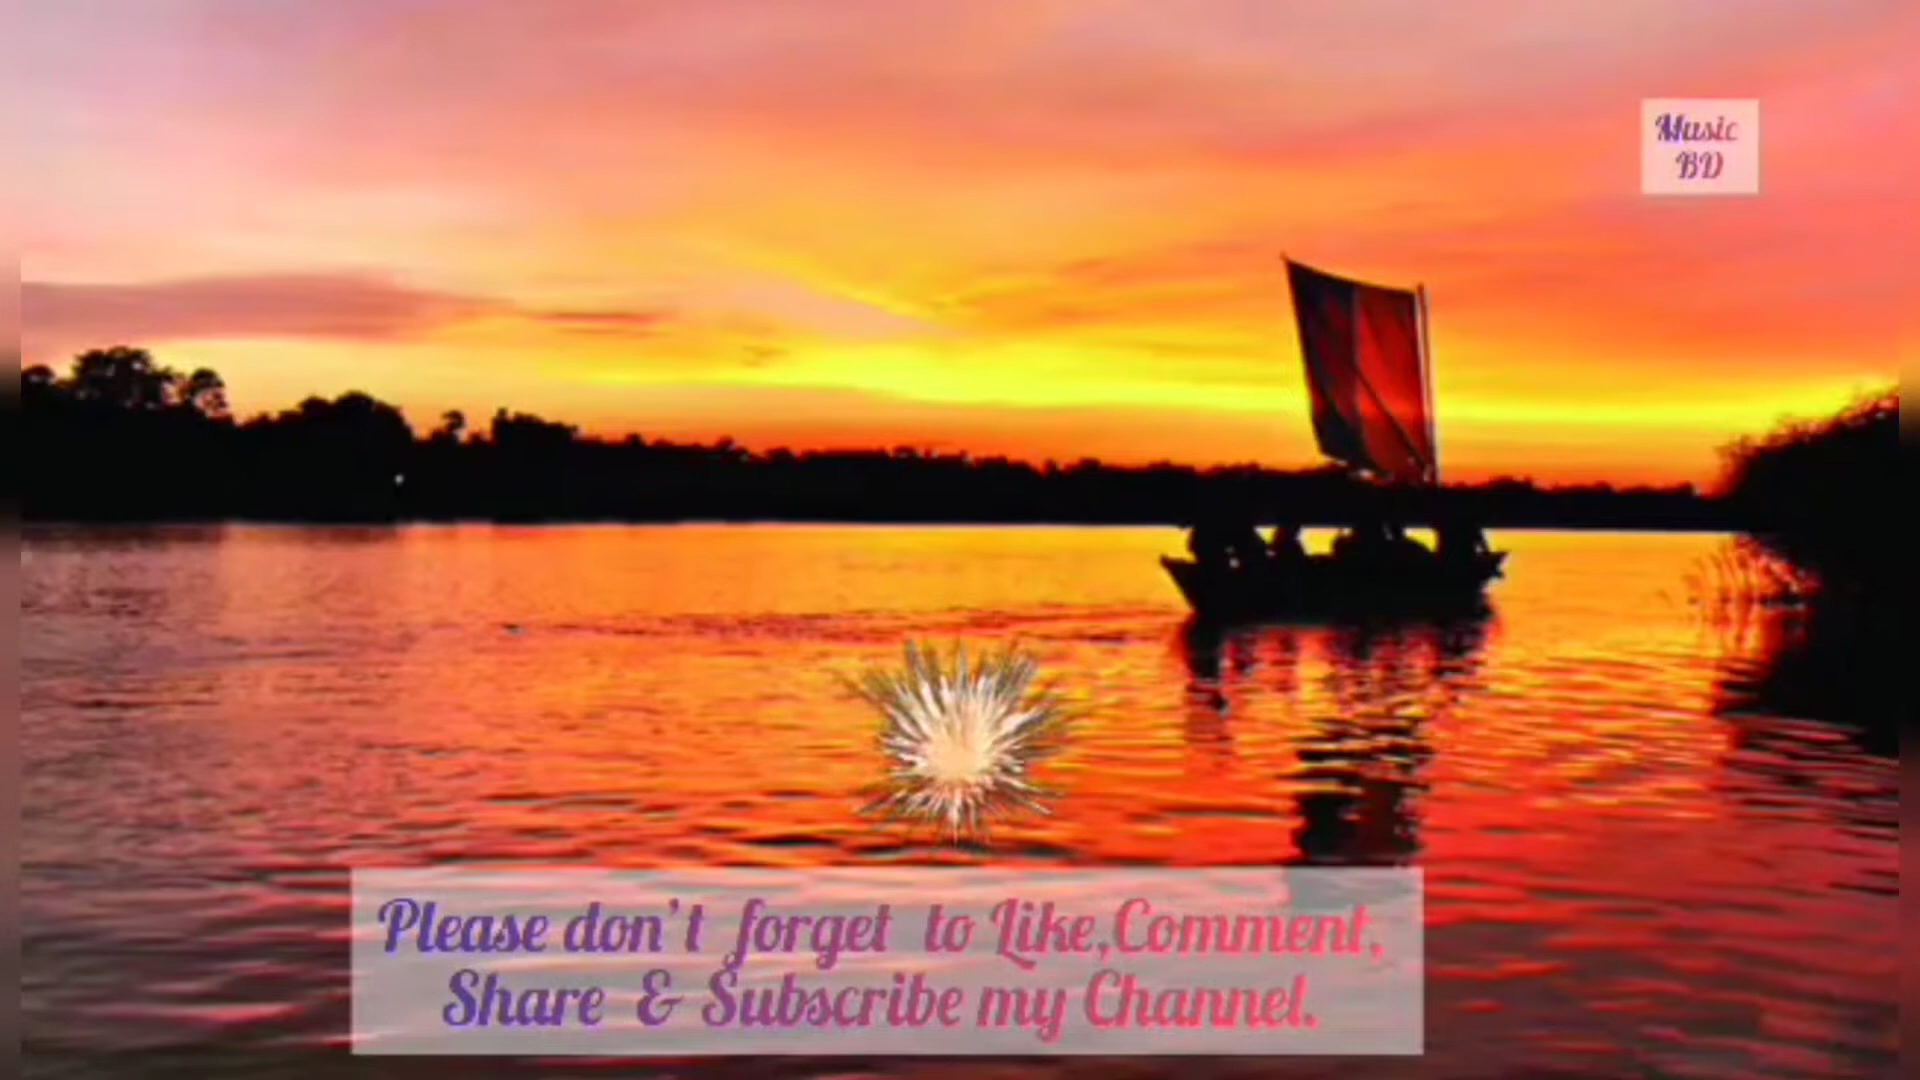 Music
BD
Please don't forget to Like,Comment,
Share & Subscribe my Channel.